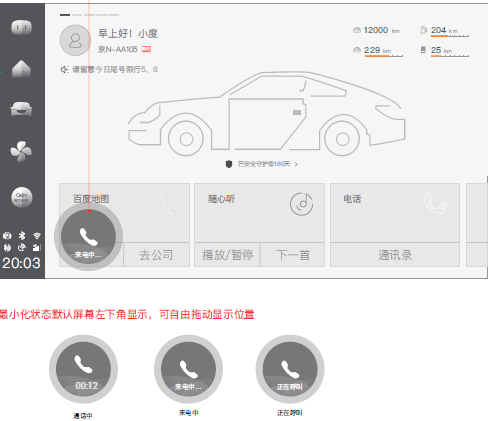 早上好！小度
京N-AA105
请留意今日尾号限行5、8
12000 km
204 km
229 km
25 km
已安全守护您180天 >
百度地图
随心听
电话
来电中...
去公司
播放/暂停
下一首
通讯录
20:03
最小化状态默认屏幕左下角显示，可自由拖动显示位置
00:12
来电中...
正在呼叫
通话中
来电中
正在呼叫